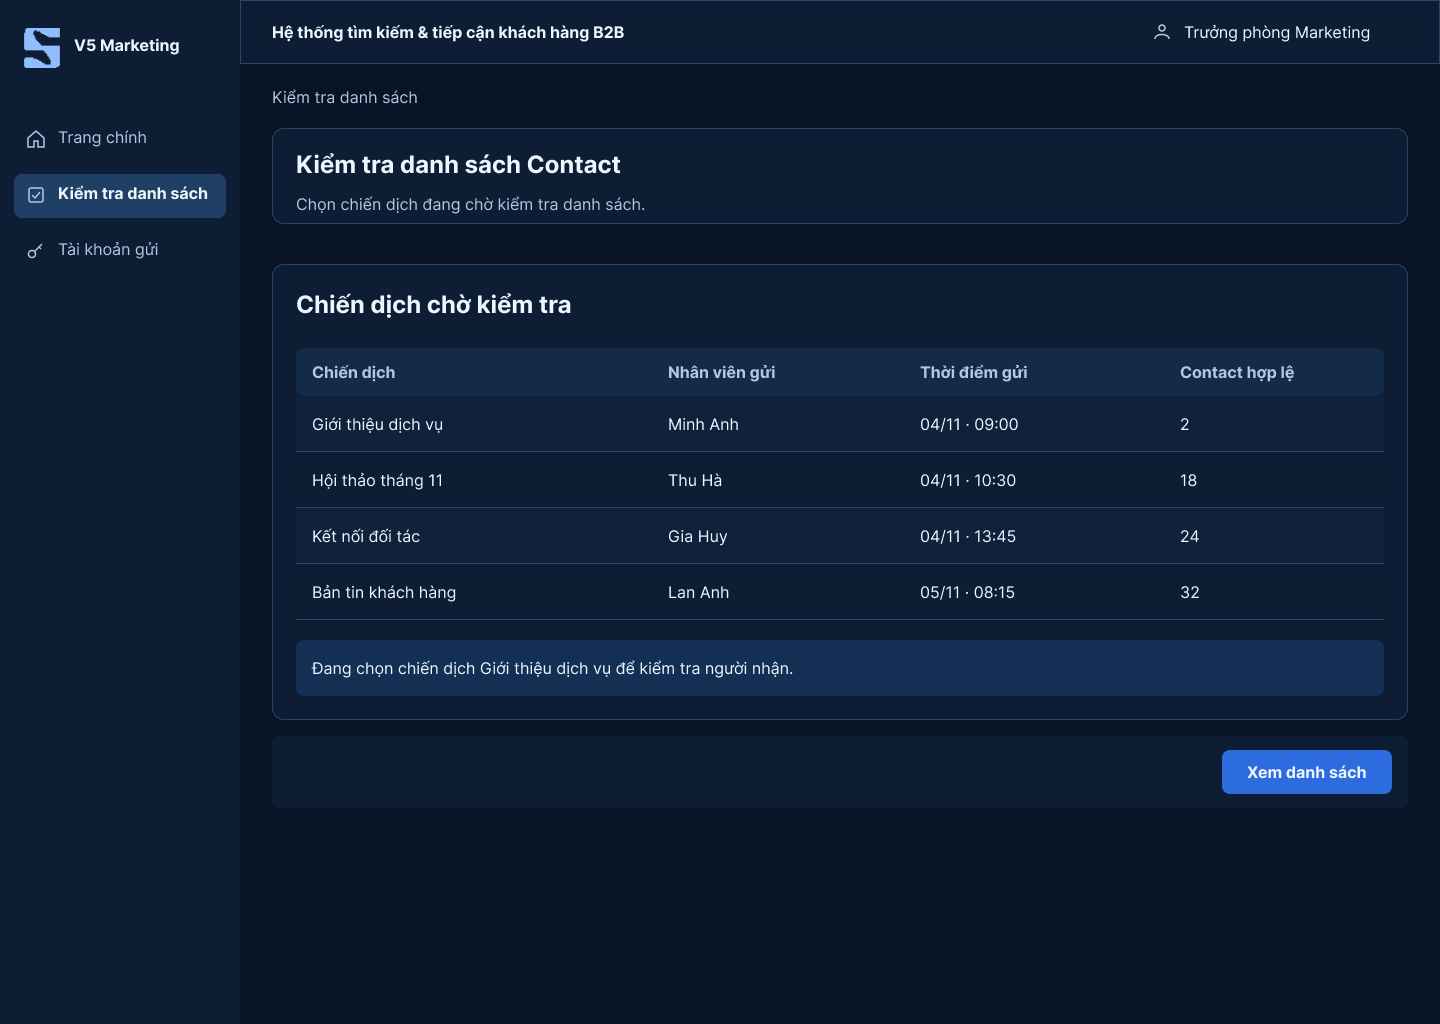 V5 Marketing
Hệ thống tìm kiếm & tiếp cận khách hàng B2B
Trưởng phòng Marketing
Trang chính
Kiểm tra danh sách
Tài khoản gửi
Kiểm tra danh sách
Kiểm tra danh sách Contact
Chọn chiến dịch đang chờ kiểm tra danh sách.
Chiến dịch chờ kiểm tra
Chiến dịch Nhân viên gửi Thời điểm gửi Contact hợp lệ
Giới thiệu dịch vụ Minh Anh 04/11 · 09:00 2
Hội thảo tháng 11 Thu Hà 04/11 · 10:30 18
Kết nối đối tác Gia Huy 04/11 · 13:45 24
Bản tin khách hàng Lan Anh 05/11 · 08:15 32
Đang chọn chiến dịch Giới thiệu dịch vụ để kiểm tra người nhận.
Xem danh sách